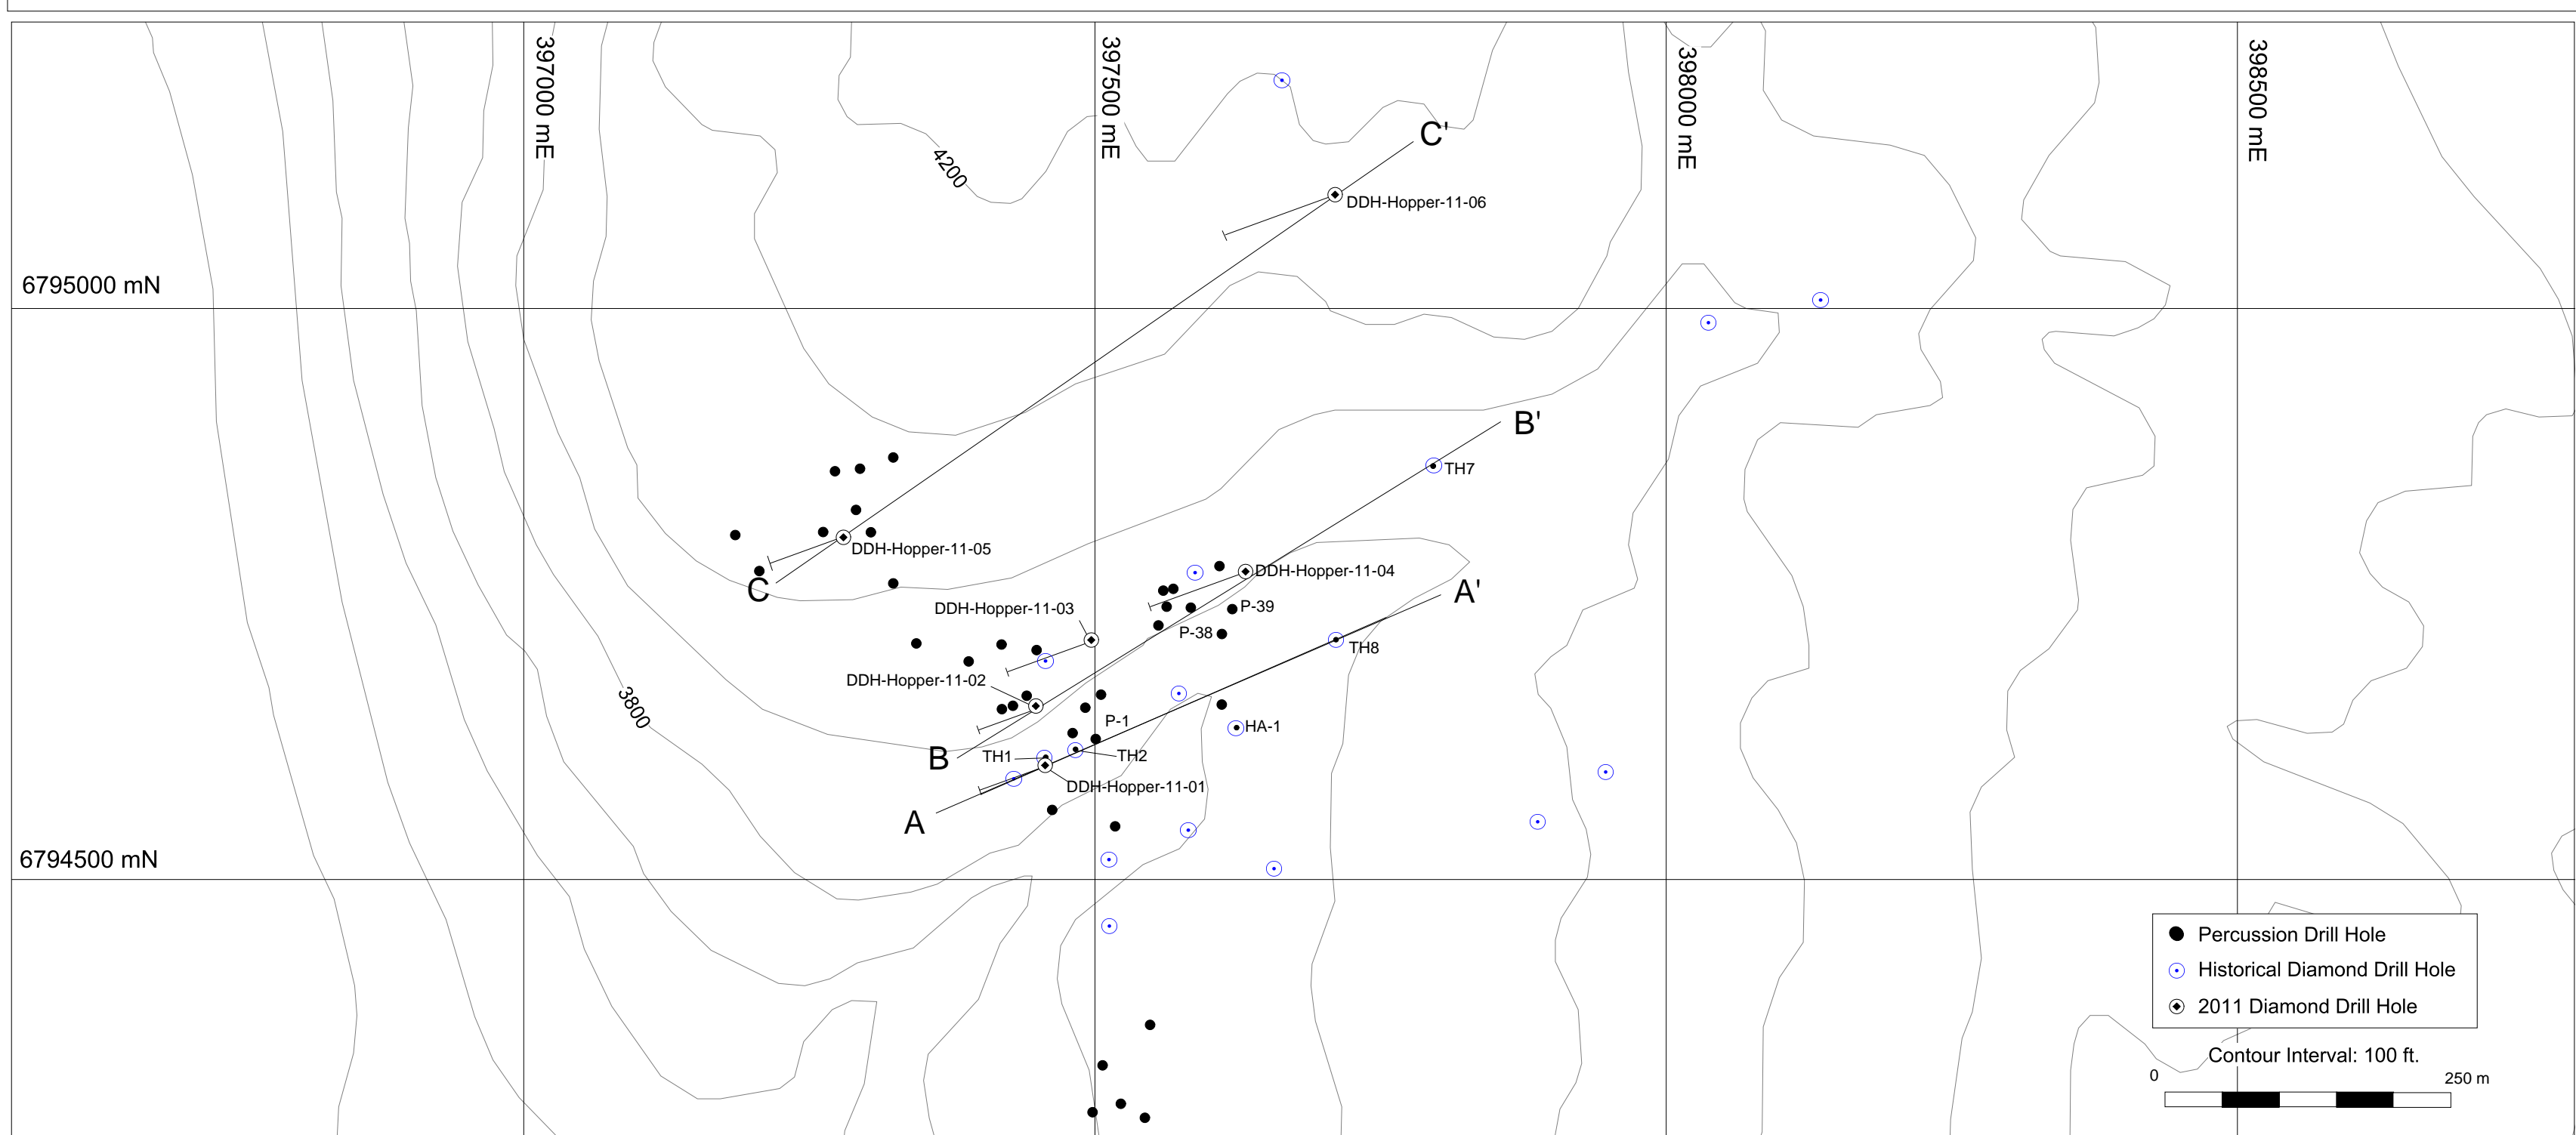 397000 mE
397500 mE
398000 mE
398500 mE
C'
4200
DDH-Hopper-11-06
6795000 mN
B'
TH7
DDH-Hopper-11-05
C
DDH-Hopper-11-04
A'
DDH-Hopper-11-03
P-39
P-38
TH8
DDH-Hopper-11-02
3800
P-1
HA-1
B
TH1
TH2
DDH-Hopper-11-01
A
6794500 mN
Percussion Drill Hole
Historical Diamond Drill Hole
2011 Diamond Drill Hole
Contour Interval: 100 ft.
0
250 m